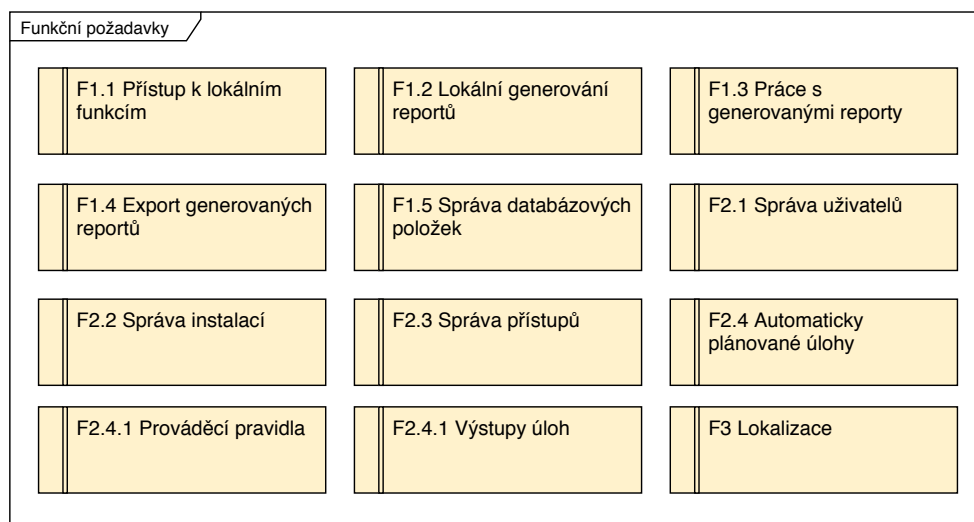 Funkční požadavky
F1.1 Přístup k lokálním
funkcím
F1.2 Lokální generování
reportů
F1.3 Práce s
generovanými reporty
F1.4 Export generovaných
reportů
F1.5 Správa databázových
položek
F2.1 Správa uživatelů
F2.2 Správa instalací
F2.3 Správa přístupů
F2.4 Automaticky
plánované úlohy
F2.4.1 Prováděcí pravidla
F2.4.1 Výstupy úloh
F3 Lokalizace